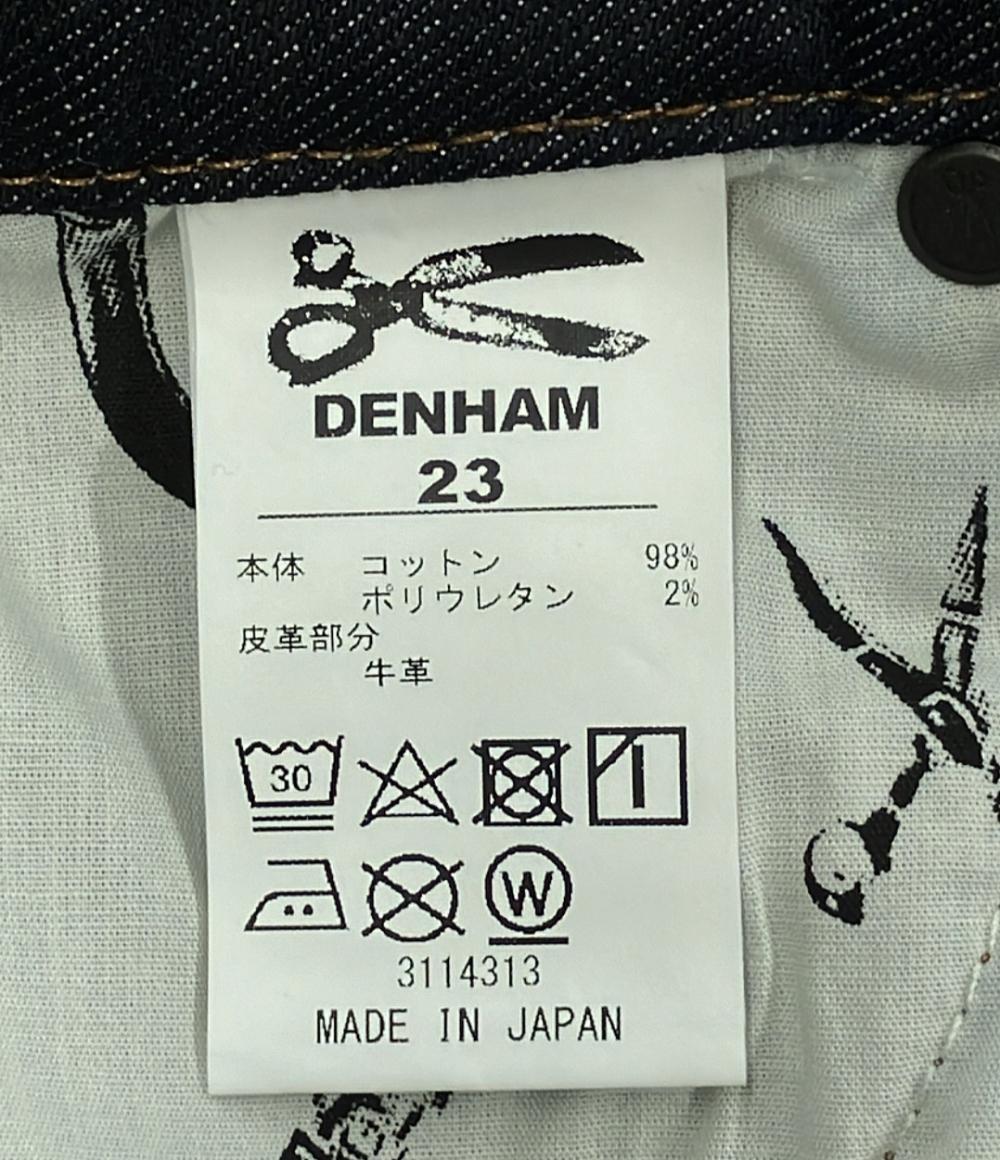 DENHAM
23
本体 コットン 98%
ポリウレタン 2%
皮革部分
牛革
30
W
3114313
MADE IN JAPAN